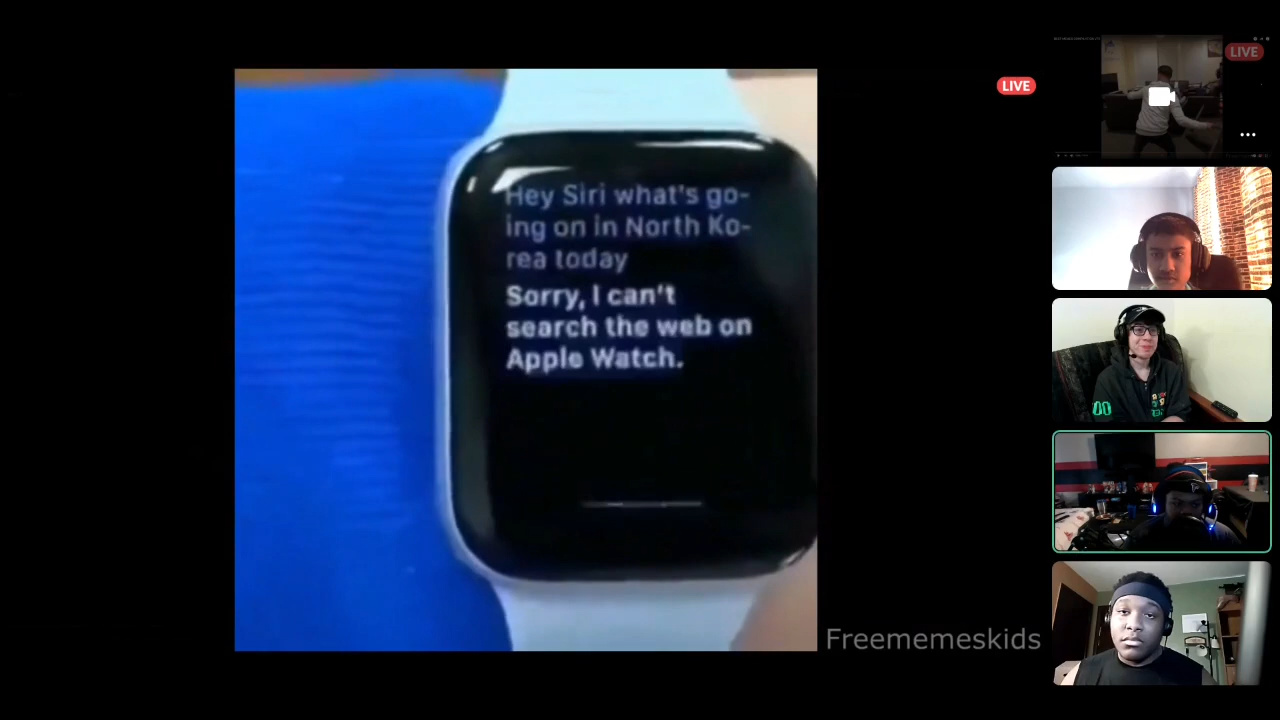 LIVE
LIVE
Hey Siri what's go-
ing on in North Ko-
rea today
Sorry, I can't
search the web on
Apple Watch.
Freememeskids